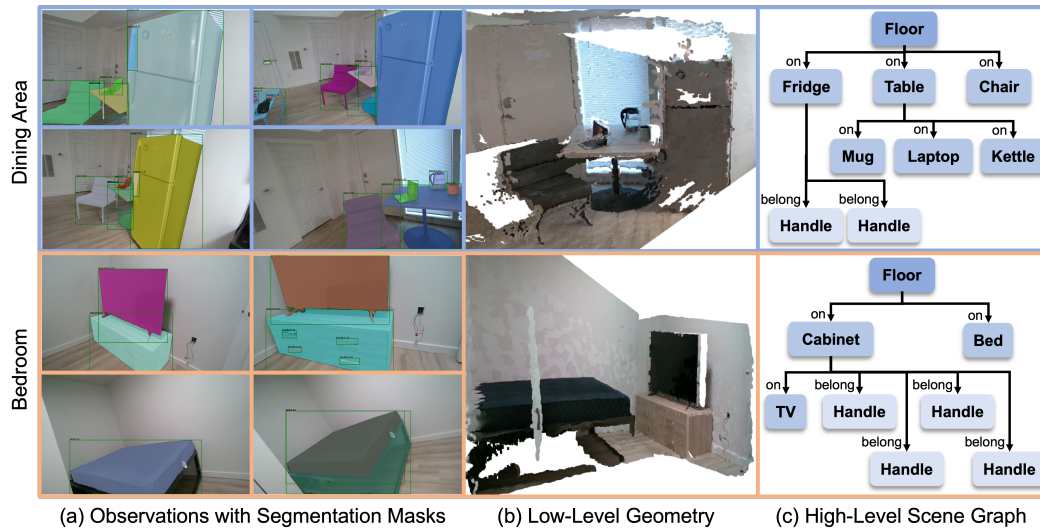 Dining Area
Floor
on
on
on
Fridge
Table
Chair
on
on
on
Mug
Laptop
Kettle
belong
belong
Handle
Handle
Bedroom
Floor
on
on
Cabinet
Bed
on
belong
belong
TV
Handle
Handle
belong
belong
Handle
Handle
(a) Observations with Segmentation Masks
(b) Low-Level Geometry
(c) High-Level Scene Graph